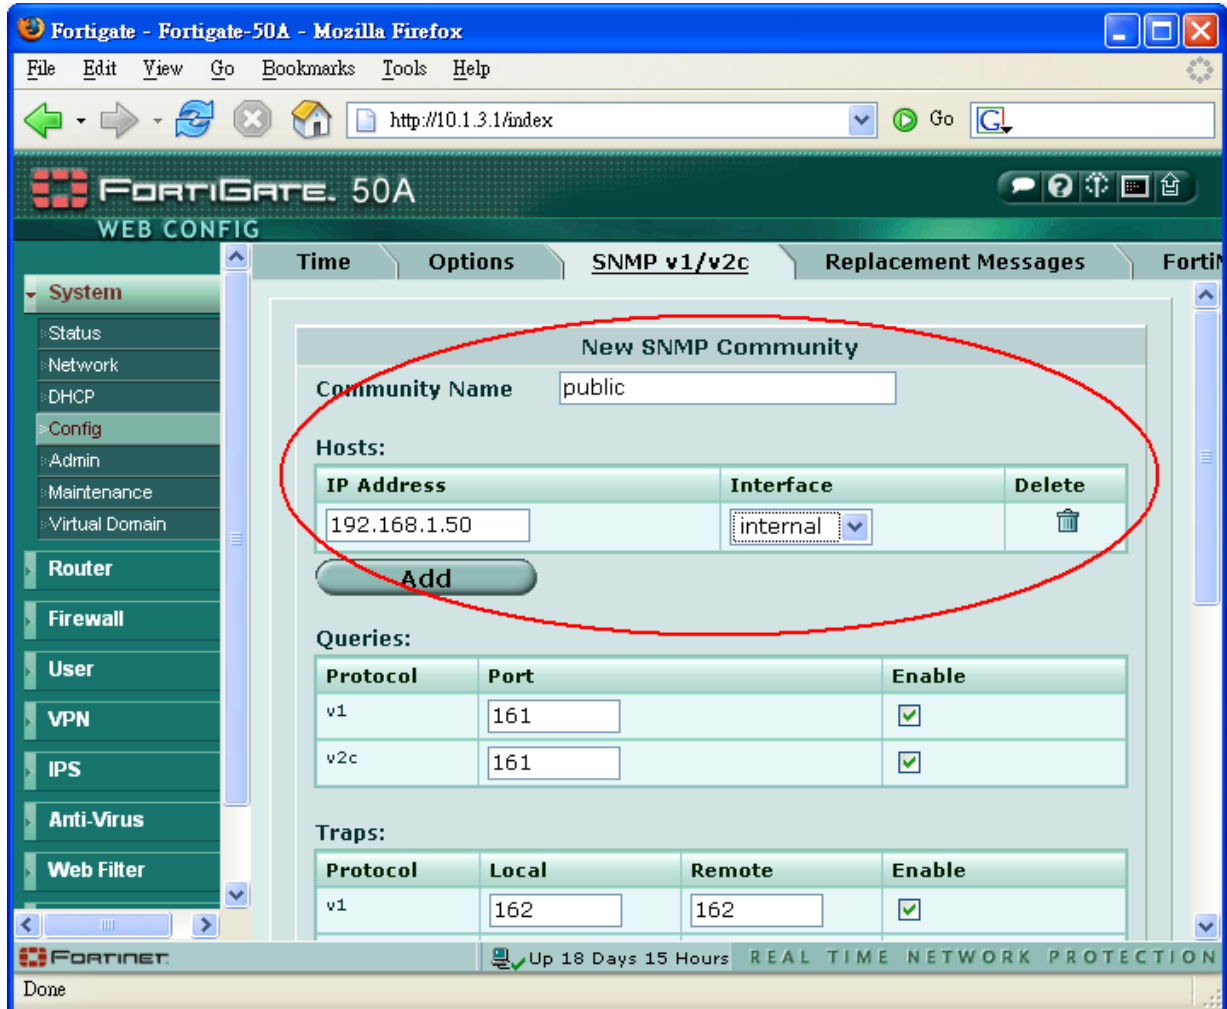 Fortigate - Fortigate-50A - Mozilla Firefox
File Edit View Go Bookmarks Tools Help
http://10.1.3.1/index Go G
FORTIGATE. 50A
WEB CONFIG
Time Options SNMP v1/v2c Replacement Messages FortiM
System
Status
Network
DHCP
Config
Admin
Maintenance
Virtual Domain
Router
Firewall
User
VPN
IPS
Anti-Virus
Web Filter
New SNMP Community
Community Name public
Hosts:
IP Address Interface Delete
192.168.1.50 internal
Add
Queries:
Protocol Port Enable
v1 161
v2c 161
Traps:
Protocol Local Remote Enable
v1 162 162
FORTINET Up 18 Days 15 Hours REAL TIME NETWORK PROTECTION
Done